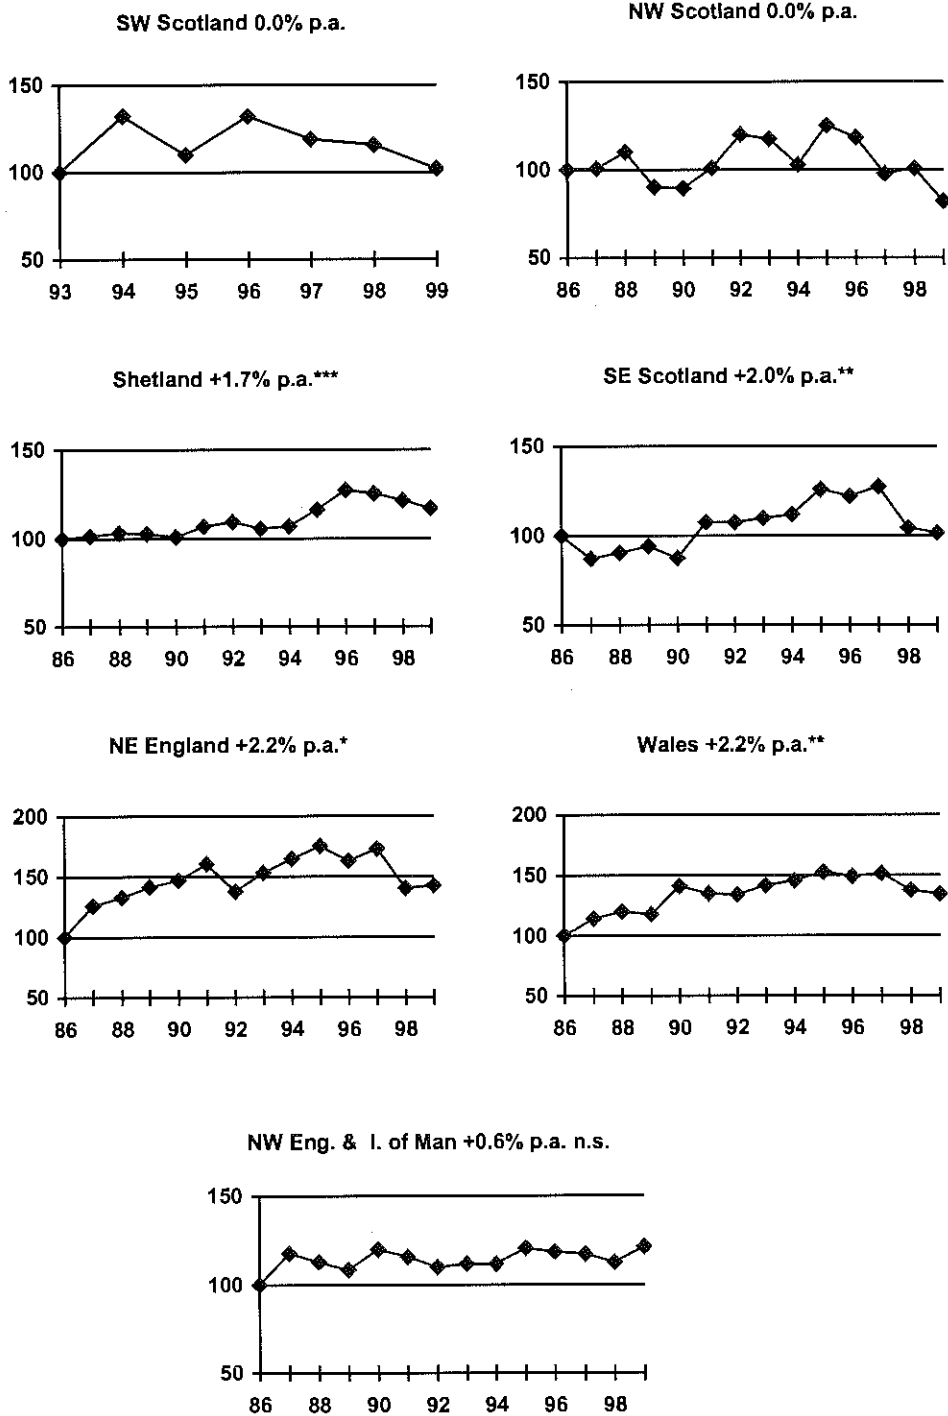 SW Scotland 0.0% p.a.
150
100
50
93 94 95 96 97 98 99
NW Scotland 0.0% p.a.
150
100
50
86 88 90 92 94 96 98
Shetland +1.7% p.a.***
150
100
50
86 88 90 92 94 96 98
SE Scotland +2.0% p.a.**
150
100
50
86 88 90 92 94 96 98
NE England +2.2% p.a.*
200
150
100
50
86 88 90 92 94 96 98
Wales +2.2% p.a.**
200
150
100
50
86 88 90 92 94 96 98
NW Eng. & I. of Man +0.6% p.a. n.s.
150
100
50
86 88 90 92 94 96 98